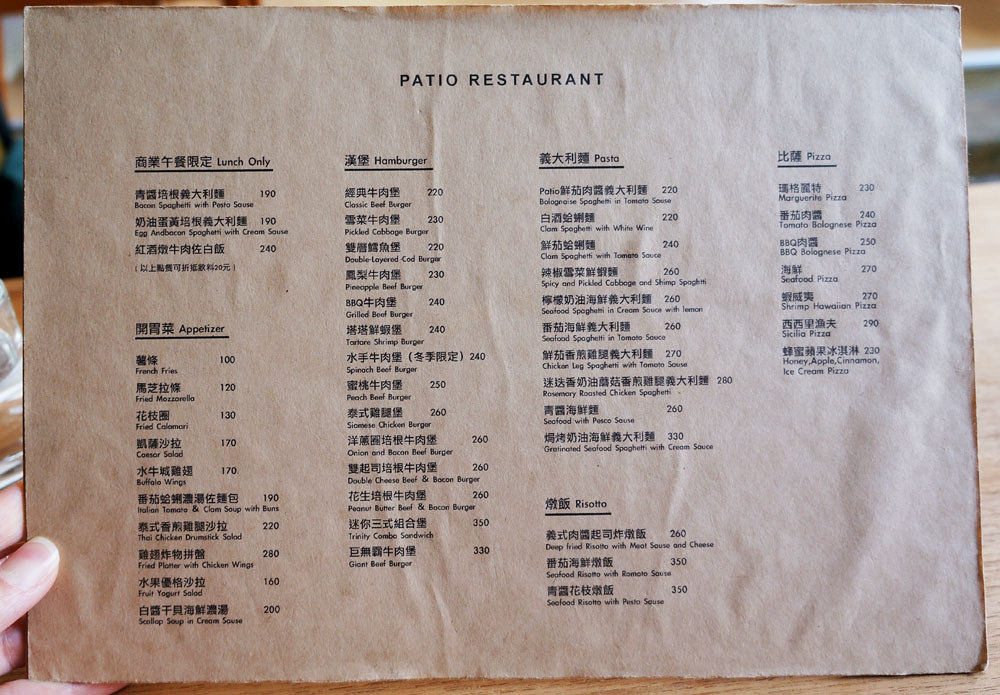 PATIO RESTAURANT
商業午餐限定 Lunch Only
青醬培根義大利麵 190
Bacon Spaghetti with Pesto Sause
奶油蛋黃培根義大利麵 190
Egg Andbacon Spaghetti with Cream Sause
紅酒燉牛肉佐白飯 240
(以上點餐可折抵飲料20元)
開胃菜 Appetizer
薯條 100
French Fries
馬芝拉條 120
Fried Mozzarella
花枝圈 130
Fried Calamari
凱薩沙拉 170
Caesar Salad
水牛城雞翅 170
Buffalo Wings
番茄蛤蜊濃湯佐麵包 190
Italian Tomato & Clam Soup with Buns
泰式香煎雞腿沙拉 220
Thai Chicken Drumstick Salad
雞翅炸物拼盤 280
Fried Platter with Chicken Wings
水果優格沙拉 160
Fruit Yogurt Salad
白醬干貝海鮮濃湯 200
Scallop Soup in Cream Sause
漢堡 Hamburger
經典牛肉堡 220
Classic Beef Burger
雪菜牛肉堡 230
Pickled Cabbage Burger
雙層鱈魚堡 220
Double-Layered Cod Burger
鳳梨牛肉堡 230
Pineapple Beef Burger
BBQ牛肉堡 240
Grilled Beef Burger
塔塔鮮蝦堡 240
Tartare Shrimp Burger
水手牛肉堡 (冬季限定) 240
Spinach Beef Burger
蜜桃牛肉堡 250
Peach Beef Burger
泰式雞腿堡 260
Siamese Chicken Burger
洋蔥圈培根牛肉堡 260
Onion and Bacon Beef Burger
雙起司培根牛肉堡 260
Double Cheese Beef & Bacon Burger
花生培根牛肉堡 260
Peanut Butter Beef & Bacon Burger
迷你三式組合堡 350
Trinity Combo Sandwich
巨無霸牛肉堡 330
Giant Beef Burger
義大利麵 Pasta
Patio鮮茄肉醬義大利麵 220
Bolognaise Spaghetti in Tomato Sauce
白酒蛤蜊麵 220
Clam Spaghetti with White Wine
鮮茄蛤蜊麵 240
Clam Spaghetti with Tomato Sauce
辣椒雪菜鮮蝦麵 260
Spicy and Pickled Cabbage and Shimp Spaghtti
檸檬奶油海鮮義大利麵 260
Seafood Spaghetti in Cream Sauce with lemon
番茄海鮮義大利麵 260
Seafood Spaghetti in Tomato Sauce
鮮茄香煎雞腿義大利麵 270
Chicken Leg Spaghetti with Tomato Sause
迷迭香奶油蘑菇香煎雞腿義大利麵 280
Rosemary Roasted Chicken Spaghetti
青醬海鮮麵 260
Seafood with Pesco Sause
焗烤奶油海鮮義大利麵 330
Gratinated Seafood Spaghetti with Cream Sauce
燉飯 Risotto
義式肉醬起司炸燉飯 260
Deep fried Risotto with Meat Sause and Cheese
番茄海鮮燉飯 350
Seafood Risotto with Romato Sause
青醬花枝燉飯 350
Seafood Risotto with Pesto Sause
比薩 Pizza
瑪格麗特 230
Marguerite Pizza
番茄肉醬 240
Tomato Bolognese Pizza
BBQ肉醬 250
BBQ Bolognese Pizza
海鮮 270
Seafood Pizza
蝦威夷 270
Shrimp Hawaiian Pizza
西西里漁夫 290
Sicilia Pizza
蜂蜜蘋果冰淇淋 230
Honey,Apple,Cinnamon,
Ice Cream Pizza